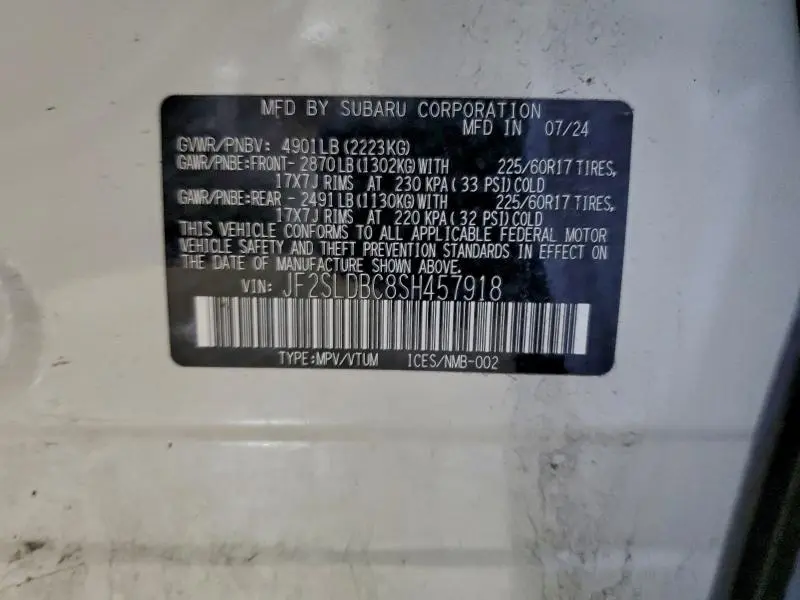 MFD BY SUBARU CORPORATION
MFD IN 07/24
GVWR/PNBV: 4901LB(2223KG)
GAWR/PNBE:FRONT- 2870LB(1302KG)WITH 225/60R17 TIRES,
17X7J RIMS AT 230 KPA(33 PSI)COLD
GAWR/PNBE:REAR - 2491LB(1130KG)WITH 225/60R17 TIRES,
17X7J RIMS AT 220 KPA(32 PSI)COLD
THIS VEHICLE CONFORMS TO ALL APPLICABLE FEDERAL MOTOR
VEHICLE SAFETY AND THEFT PREVENTION STANDARDS IN EFFECT ON
THE DATE OF MANUFACTURE SHOWN ABOVE.
VIN: JF2SLDBC8SH457918
TYPE:MPV/VTUM ICES/NMB-002